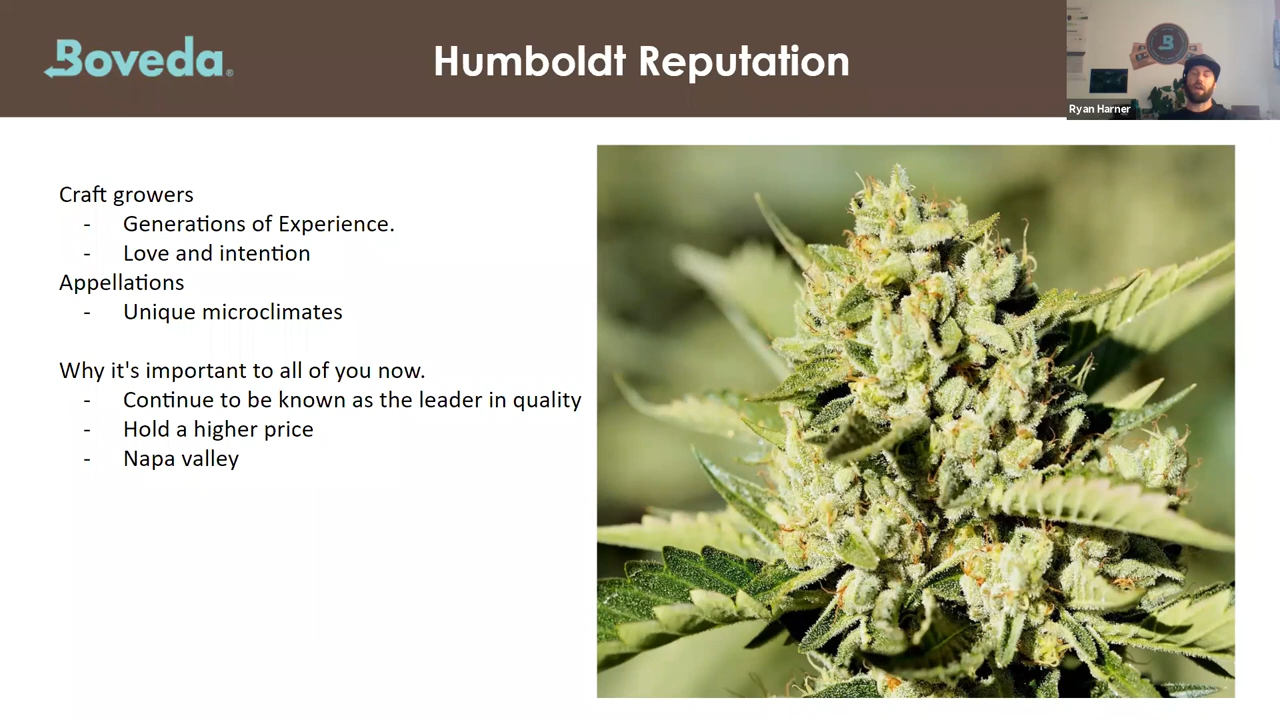 Boveda®
Humboldt Reputation
Ryan Harner
Craft growers
- Generations of Experience.
- Love and intention
Appellations
- Unique microclimates
Why it's important to all of you now.
- Continue to be known as the leader in quality
- Hold a higher price
- Napa valley